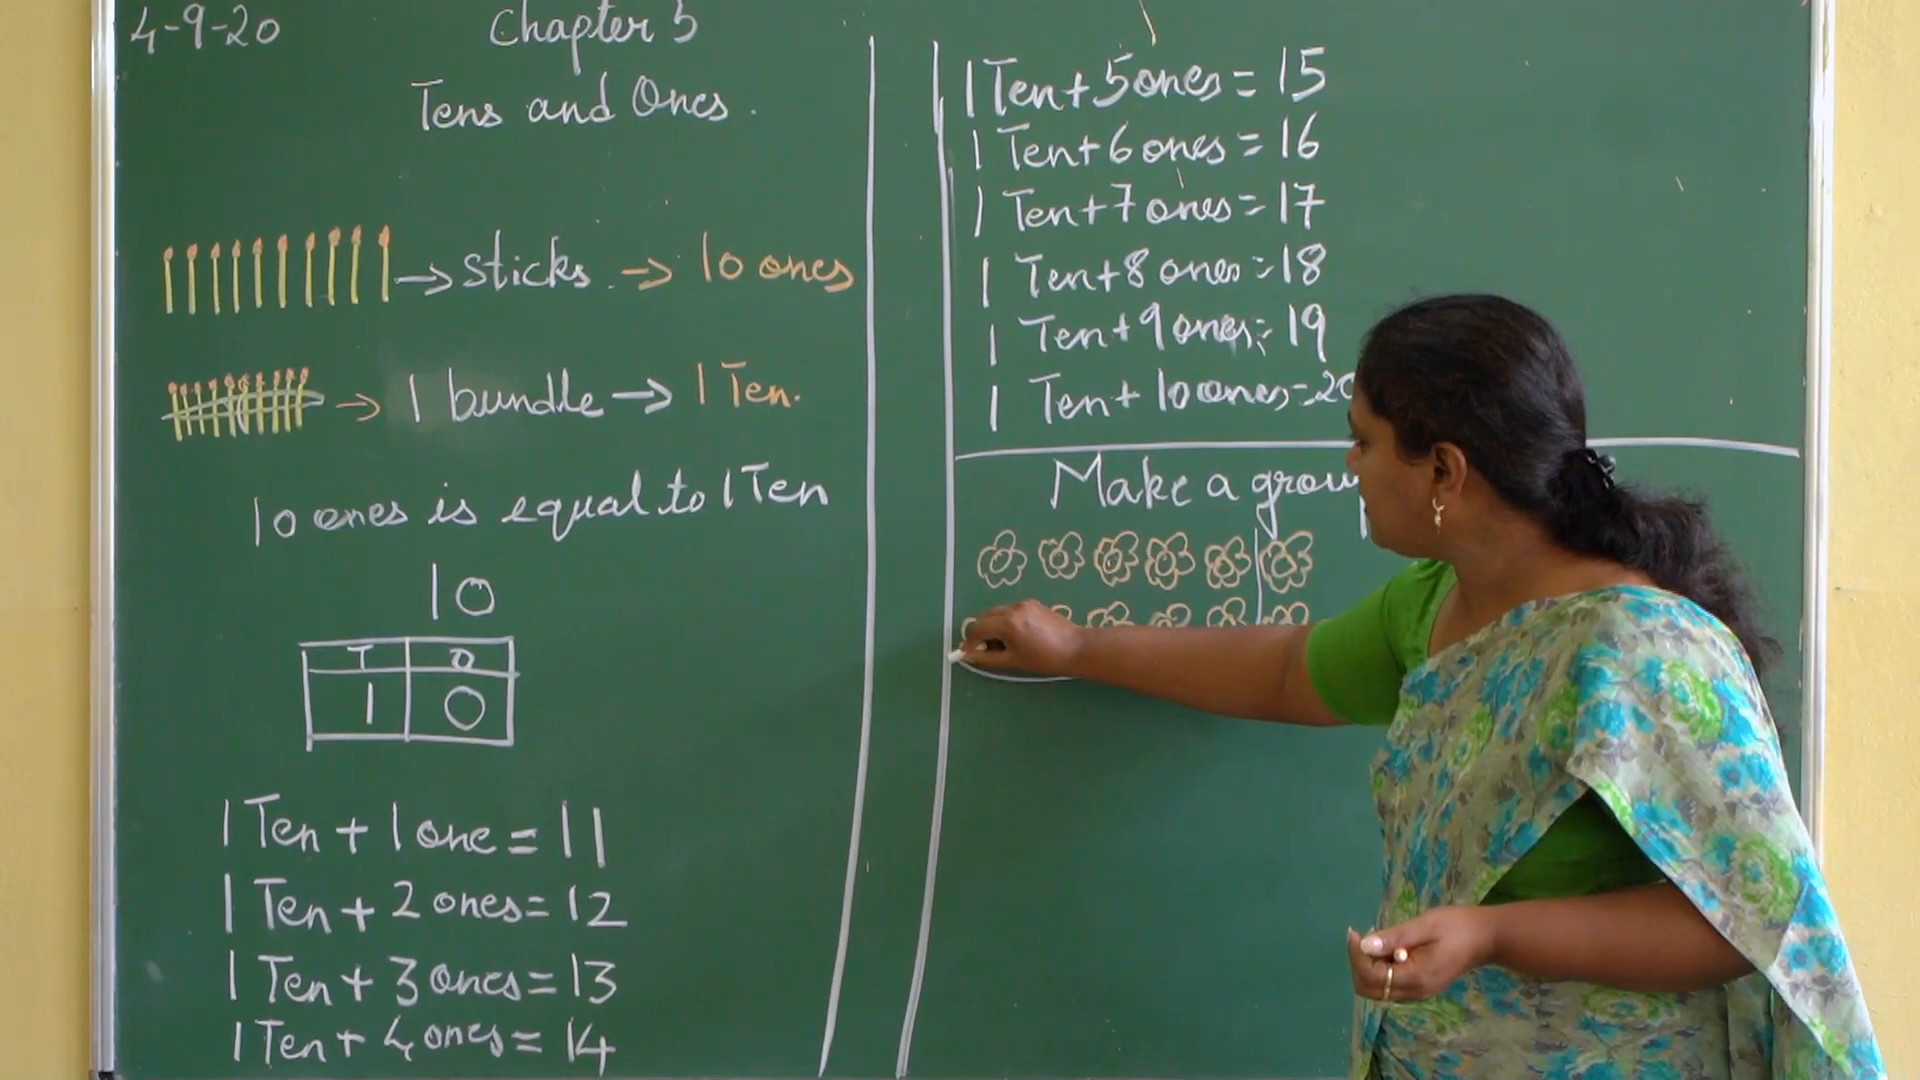 4-9-20
Chapter 5
Tens and Ones.
→ sticks → 10 ones
→ 1 bundle → 1 Ten.
10 ones is equal to 1 Ten
10
T O
1 0
1 Ten + 1 one = 11
1 Ten + 2 ones = 12
1 Ten + 3 ones = 13
1 Ten + 4 ones = 14
1 Ten + 5 ones = 15
1 Ten + 6 ones = 16
1 Ten + 7 ones = 17
1 Ten + 8 ones = 18
1 Ten + 9 ones = 19
1 Ten + 10 ones = 20
Make a group